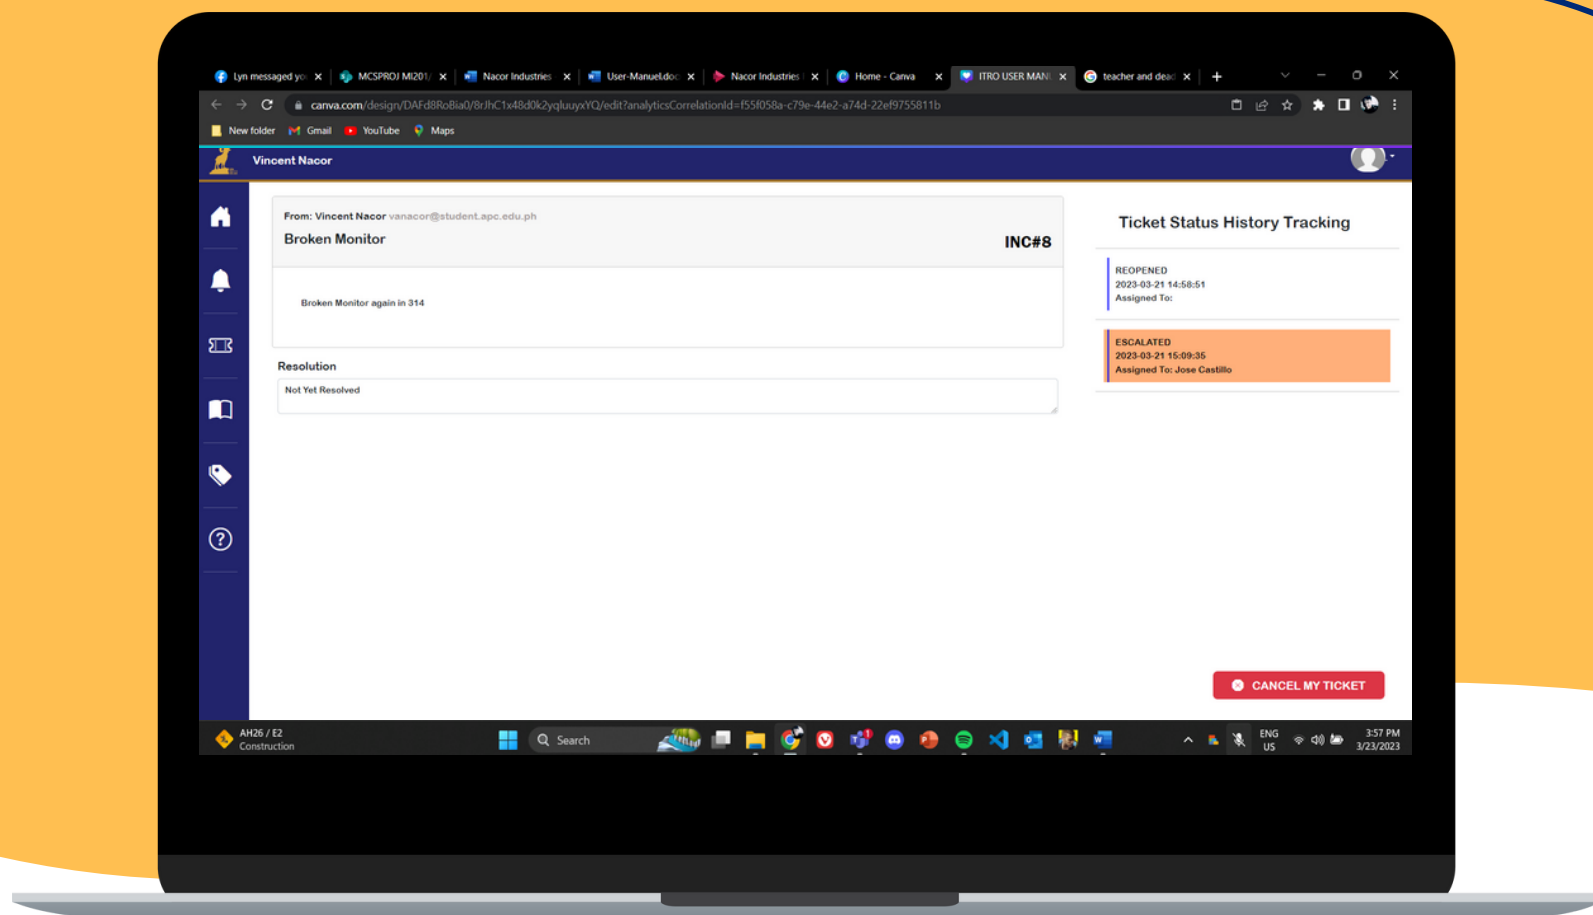 Lyn messaged yo
MCSPROJ MI201/
Nacor Industries
User-Manuel.doc
Nacor Industries
Home - Canva
ITRO USER MAN
teacher and dead
canva.com/design/DAFd8RoBia0/8rJhC1x48d0k2yqluuyxYQ/edit?analyticsCorrelationId=f55f058a-c79e-44e2-a74d-22ef9755811b
New folder
Gmail
YouTube
Maps
Vincent Nacor
From: Vincent Nacor vanacor@student.apc.edu.ph
Broken Monitor
INC#8
Broken Monitor again in 314
Resolution
Not Yet Resolved
Ticket Status History Tracking
REOPENED
2023-03-21 14:58:51
Assigned To:
ESCALATED
2023-03-21 15:09:35
Assigned To: Jose Castillo
CANCEL MY TICKET
AH26 / E2
Construction
Search
ENG
US
3:57 PM
3/23/2023